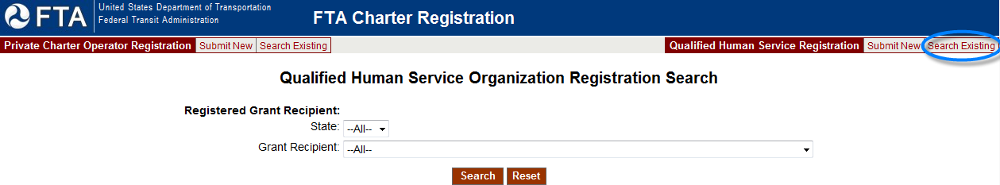 FTA
United States Department of Transportation
Federal Transit Administration
FTA Charter Registration
Private Charter Operator Registration Submit New Search Existing
Qualified Human Service Registration Submit New Search Existing
Qualified Human Service Organization Registration Search
Registered Grant Recipient:
State: --All--
Grant Recipient: --All--
Search Reset